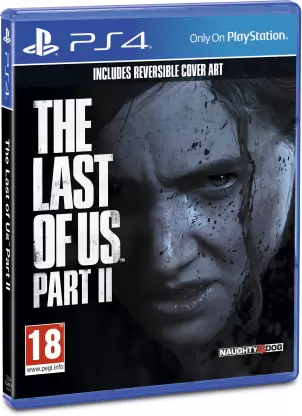 PS4
Only On PlayStation.
INCLUDES REVERSIBLE COVER ART
THE
LAST
OF US
PART II
The Last of Us Part II
18
www.pegi.info
NAUGHTY DOG